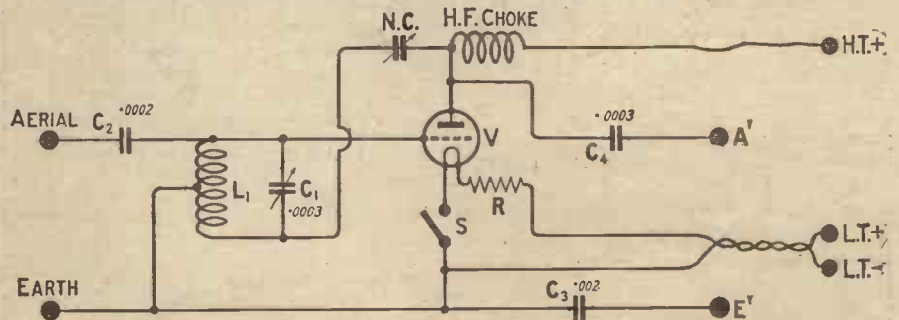 N.C. H.F. CHOKE
H.T.+
AERIAL C2 .0002
.0003
C4
A'
V
L1 C1
.0003
R
S
L.T.+
L.T.-
EARTH
C3 .002
E'